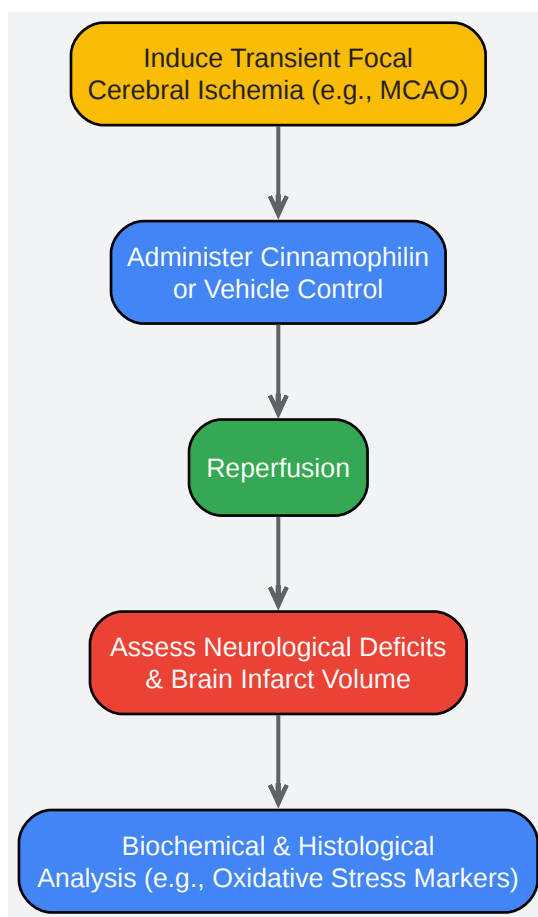 Induce Transient Focal
Cerebral Ischemia (e.g., MCAO)
Administer Cinnamophilin
or Vehicle Control
Reperfusion
Assess Neurological Deficits
& Brain Infarct Volume
Biochemical & Histological
Analysis (e.g., Oxidative Stress Markers)